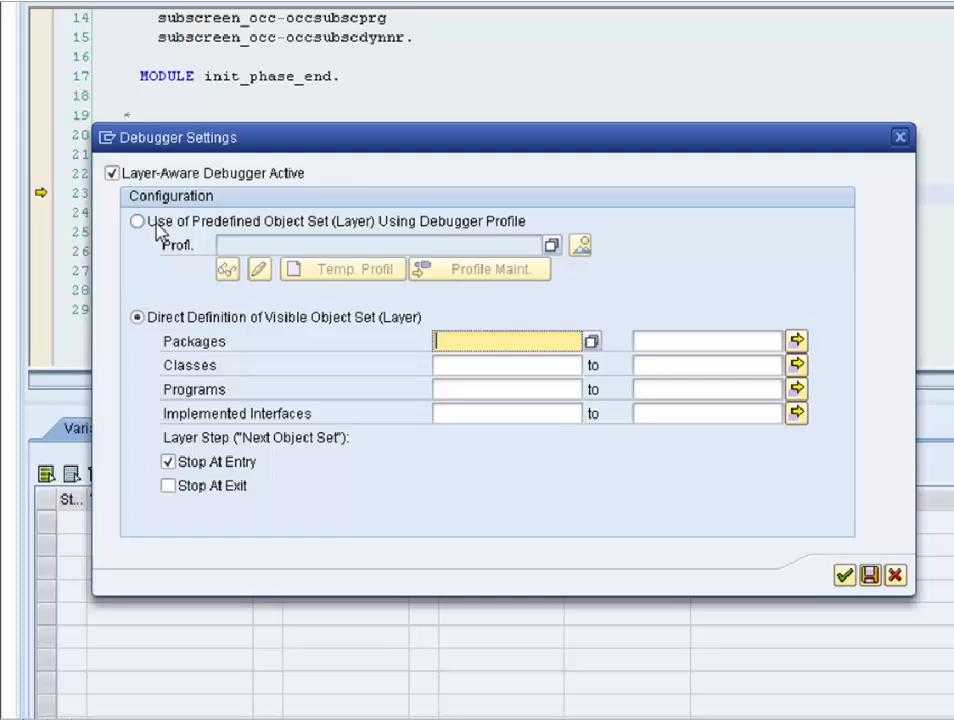 14 subscreen_occ-occsubscprg
15 subscreen_occ-occsubscdynnr.
16
17 MODULE init_phase_end.
18
19 *
20
21
22
23
24
25
26
27
28
29
Debugger Settings
Layer-Aware Debugger Active
Configuration
Use of Predefined Object Set (Layer) Using Debugger Profile
Profl.
Temp. Profil Profile Maint.
Direct Definition of Visible Object Set (Layer)
Packages
Classes to
Programs to
Implemented Interfaces to
Layer Step ("Next Object Set"):
Stop At Entry
Stop At Exit
Vari
St...